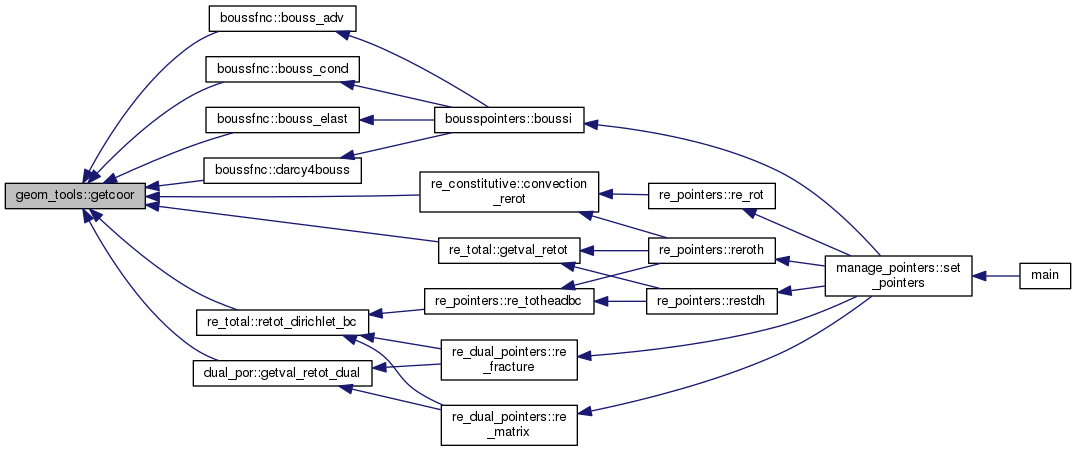 boussfnc::bouss_adv
boussfnc::bouss_cond
boussfnc::bouss_elast
bousspointers::boussi
boussfnc::darcy4bouss
geom_tools::getcoor
re_constitutive::convection
_rerot
re_pointers::re_rot
re_total::getval_retot
re_pointers::reroth
manage_pointers::set
_pointers
main
re_pointers::re_totheadbc
re_pointers::restdh
re_total::retot_dirichlet_bc
re_dual_pointers::re
_fracture
dual_por::getval_retot_dual
re_dual_pointers::re
_matrix